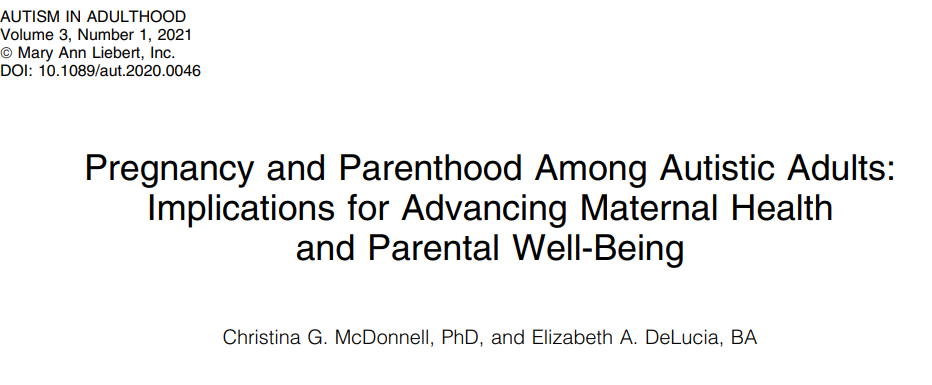 AUTISM IN ADULTHOOD
Volume 3, Number 1, 2021
© Mary Ann Liebert, Inc.
DOI: 10.1089/aut.2020.0046
Pregnancy and Parenthood Among Autistic Adults:
Implications for Advancing Maternal Health
and Parental Well-Being
Christina G. McDonnell, PhD, and Elizabeth A. DeLucia, BA